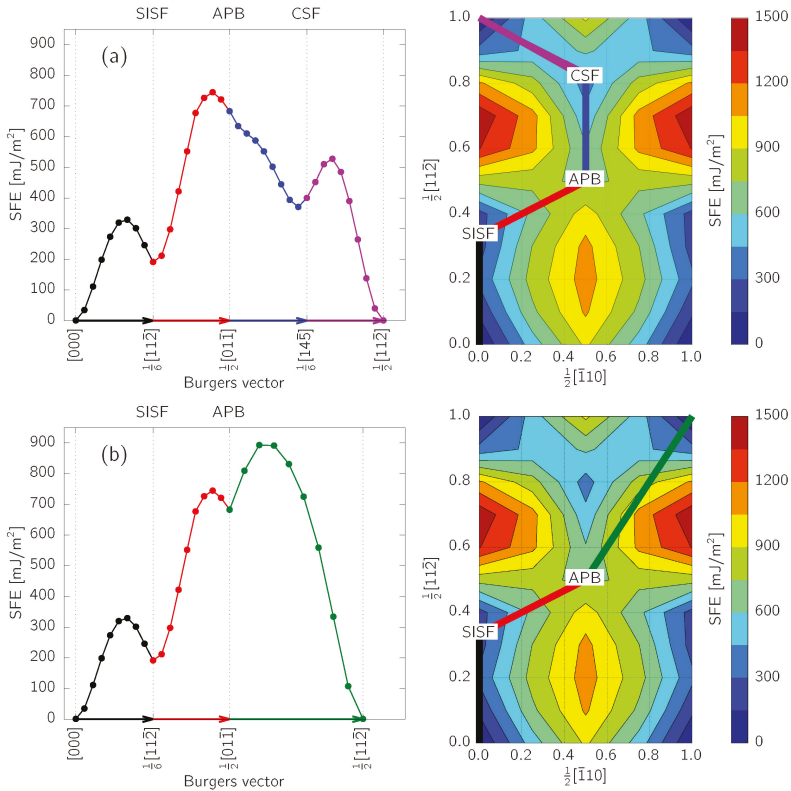 SISF APB CSF
(a)
SFE [mJ/m²]
900
800
700
600
500
400
300
200
100
0
[000] 1/6[112̄] 1/2[011̄] 1/6[145̄] 1/2[112̄]
Burgers vector
1/2[112̄]
1.0
0.8
0.6
0.4
0.2
0.0
CSF
APB
SISF
0.0 0.2 0.4 0.6 0.8 1.0
1/2[1̄10]
SFE [mJ/m²]
1500
1200
900
600
300
0
SISF APB
(b)
SFE [mJ/m²]
900
800
700
600
500
400
300
200
100
0
[000] 1/6[112̄] 1/2[011̄] 1/2[112̄]
Burgers vector
1/2[112̄]
1.0
0.8
0.6
0.4
0.2
0.0
APB
SISF
0.0 0.2 0.4 0.6 0.8 1.0
1/2[1̄10]
SFE [mJ/m²]
1500
1200
900
600
300
0